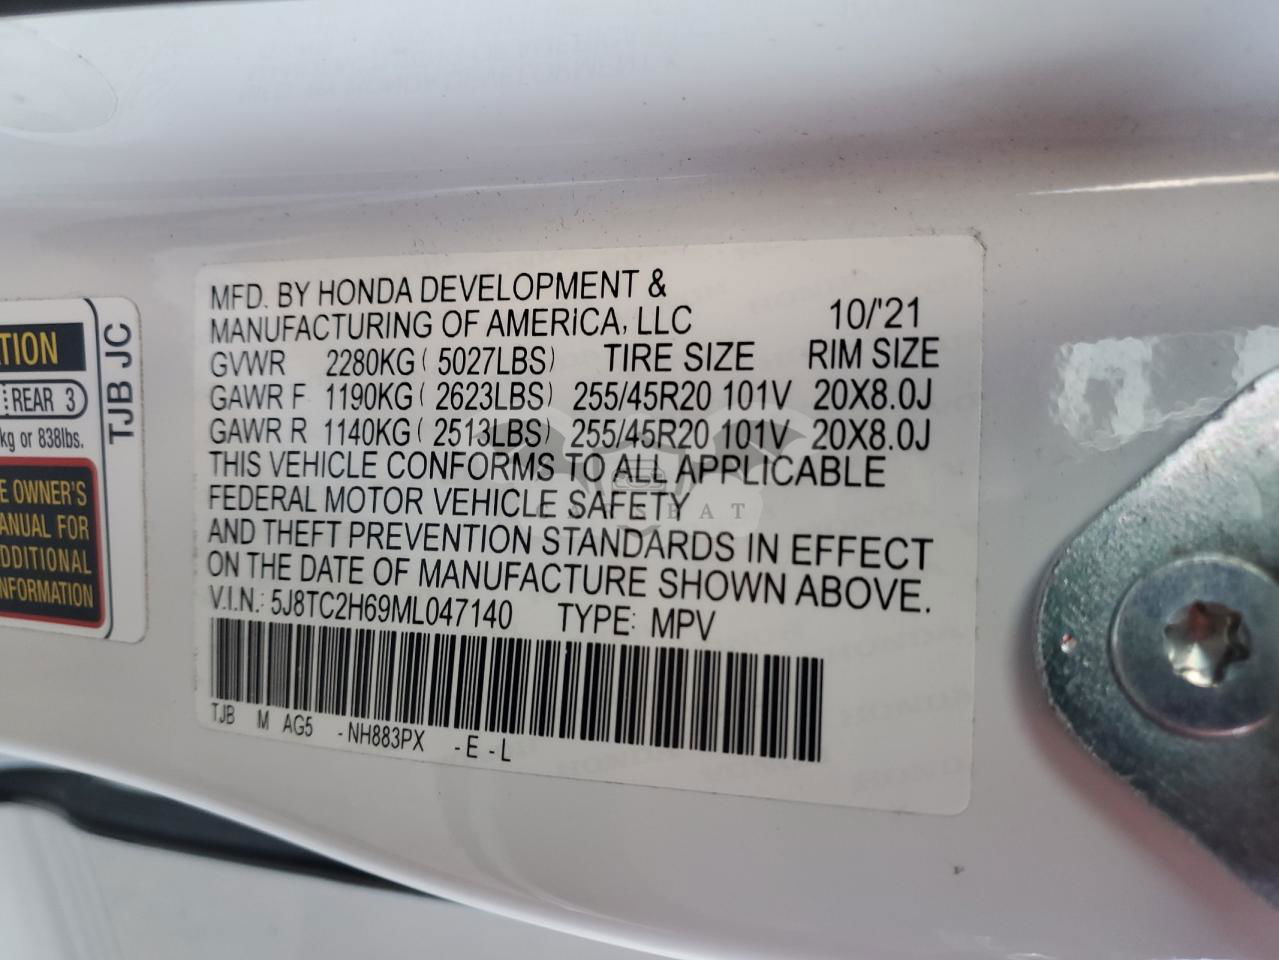 MFD. BY HONDA DEVELOPMENT &
MANUFACTURING OF AMERICA, LLC 10/'21
GVWR 2280KG ( 5027LBS) TIRE SIZE RIM SIZE
GAWR F 1190KG ( 2623LBS) 255/45R20 101V 20X8.0J
GAWR R 1140KG ( 2513LBS) 255/45R20 101V 20X8.0J
THIS VEHICLE CONFORMS TO ALL APPLICABLE
FEDERAL MOTOR VEHICLE SAFETY
AND THEFT PREVENTION STANDARDS IN EFFECT
ON THE DATE OF MANUFACTURE SHOWN ABOVE.
V.I.N.: 5J8TC2H69ML047140 TYPE: MPV
TJB M AG5 -NH883PX -E-L
TION
REAR 3
kg or 838lbs.
E OWNER'S
ANUAL FOR
DDITIONAL
NFORMATION
TJB JC